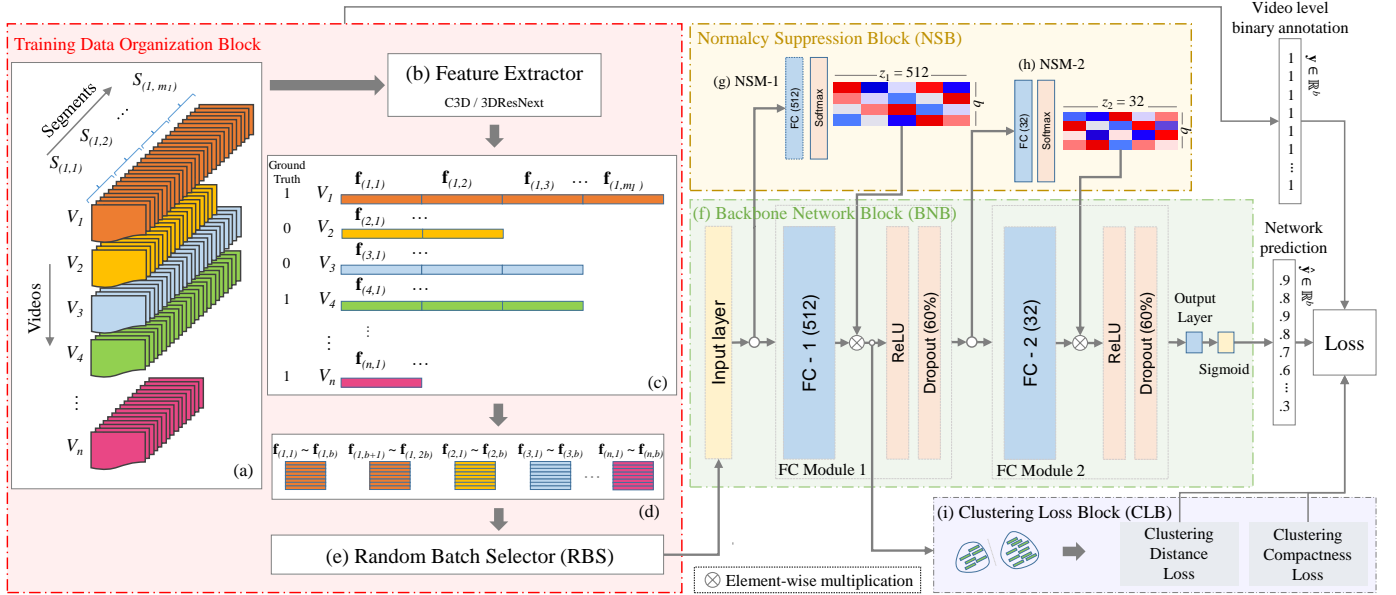 Training Data Organization Block
Segments
S(1, m1)
...
S(1,2)
S(1,1)
V1
V2
Videos
V3
V4
...
Vn
(a)
(b) Feature Extractor
C3D / 3DResNext
Ground
Truth
f(1,1) f(1,2) f(1,3) ... f(1,m1)
1 V1
f(2,1) ...
0 V2
f(3,1) ...
0 V3
f(4,1) ...
1 V4
⋮
⋮
f(n,1) ...
1 Vn
(c)
f(1,1) ~ f(1,b) f(1,b+1) ~ f(1, 2b) f(2,1) ~ f(2,b) f(3,1) ~ f(3,b) f(n,1) ~ f(n,b)
...
(d)
(e) Random Batch Selector (RBS)
Normalcy Suppression Block (NSB)
(g) NSM-1
FC (512)
Softmax
z1 = 512
b
(h) NSM-2
FC (32)
Softmax
z2 = 32
b
(f) Backbone Network Block (BNB)
Input layer
FC - 1 (512)
ReLU
Dropout (60%)
FC Module 1
FC - 2 (32)
ReLU
Dropout (60%)
FC Module 2
Output
Layer
Sigmoid
Video level
binary annotation
1
1
1
1
1
1
...
1
y ∈ ℝb
Network
prediction
.9
.8
.9
.8
.7
.6
...
.3
ŷ ∈ ℝb
Loss
(i) Clustering Loss Block (CLB)
Clustering
Distance
Loss
Clustering
Compactness
Loss
⊗ Element-wise multiplication